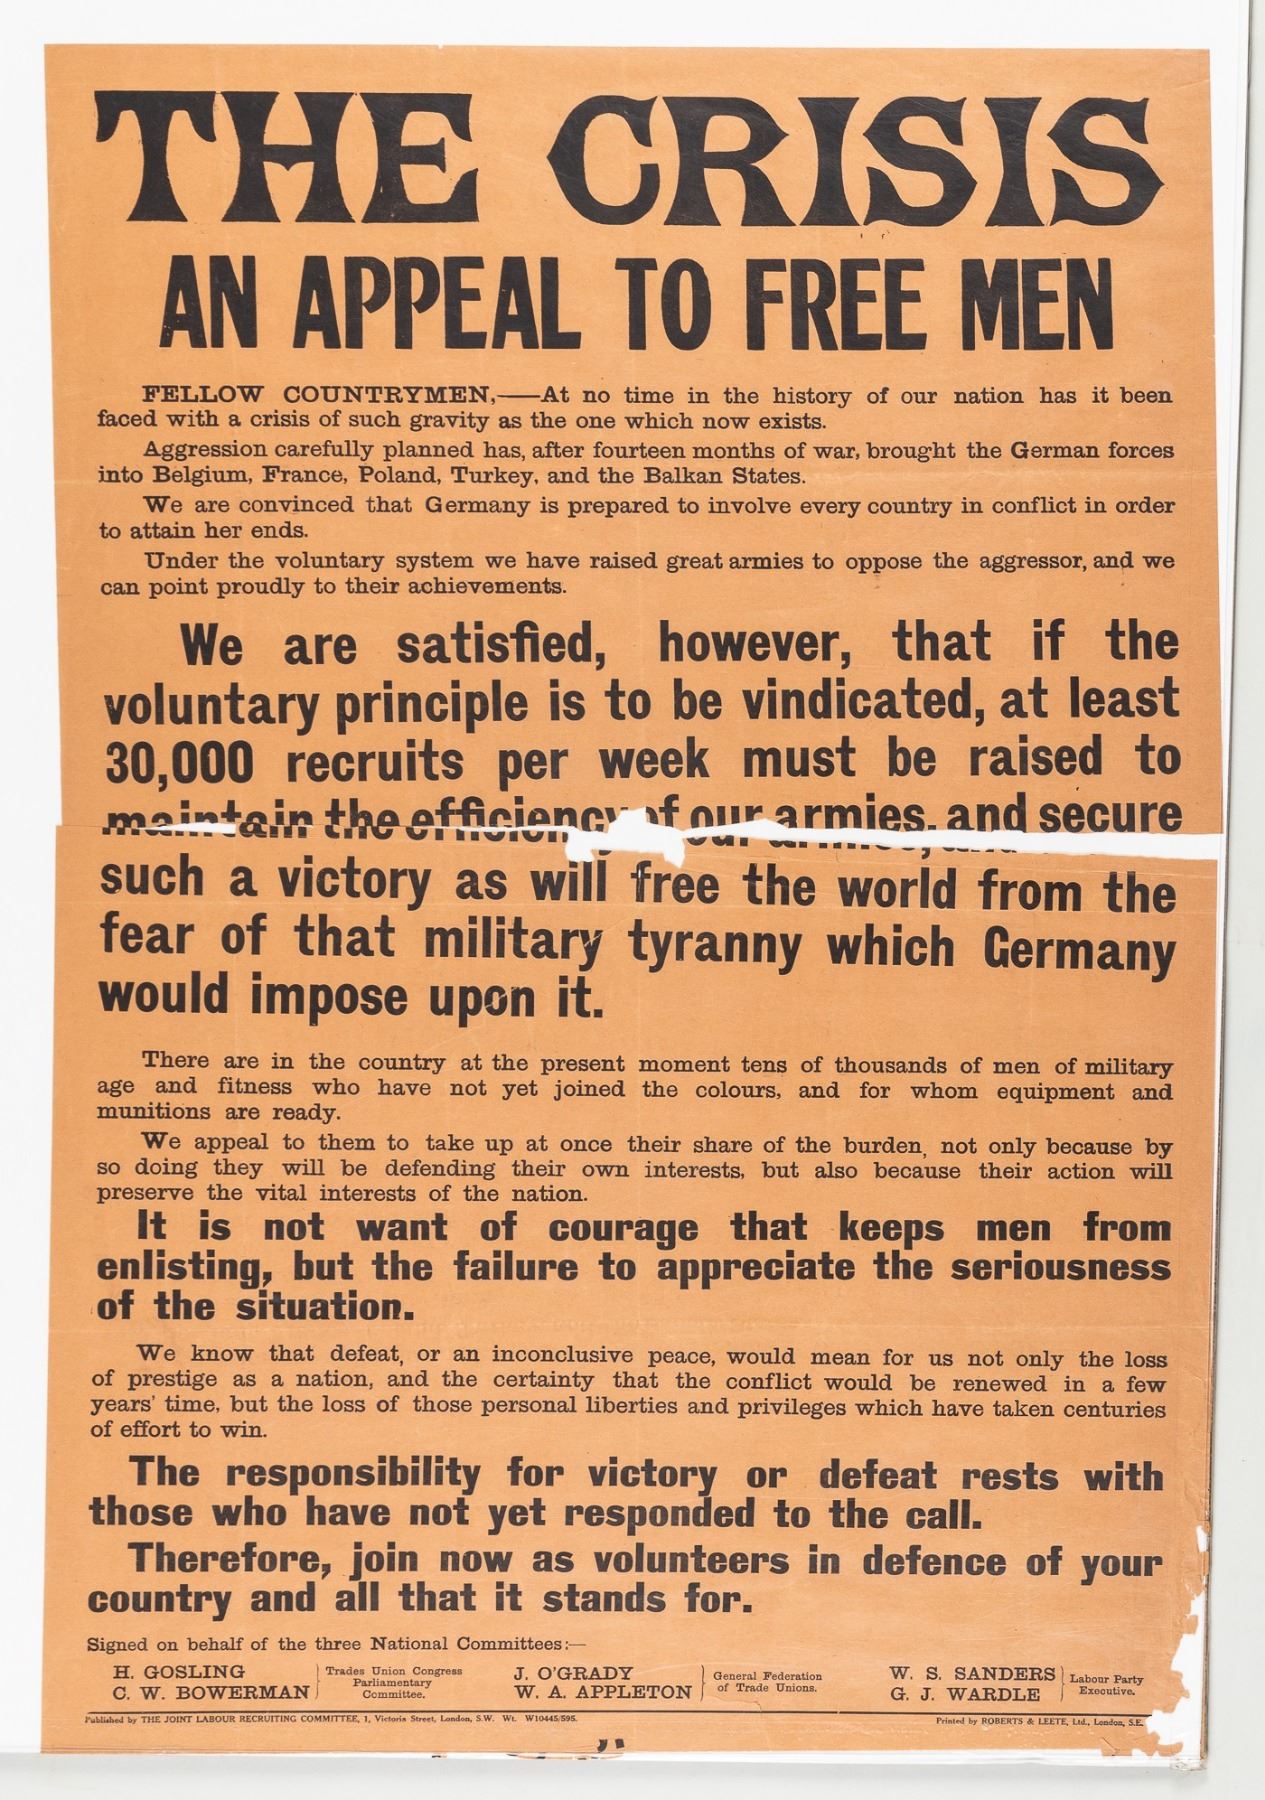 THE CRISIS
AN APPEAL TO FREE MEN
FELLOW COUNTRYMEN,—At no time in the history of our nation has it been
faced with a crisis of such gravity as the one which now exists.
Aggression carefully planned has, after fourteen months of war, brought the German forces
into Belgium, France, Poland, Turkey, and the Balkan States.
We are convinced that Germany is prepared to involve every country in conflict in order
to attain her ends.
Under the voluntary system we have raised great armies to oppose the aggressor, and we
can point proudly to their achievements.
We are satisfied, however, that if the
voluntary principle is to be vindicated, at least
30,000 recruits per week must be raised to
maintain the efficiency of our armies, and secure
such a victory as will free the world from the
fear of that military tyranny which Germany
would impose upon it.
There are in the country at the present moment tens of thousands of men of military
age and fitness who have not yet joined the colours, and for whom equipment and
munitions are ready.
We appeal to them to take up at once their share of the burden, not only because by
so doing they will be defending their own interests, but also because their action will
preserve the vital interests of the nation.
It is not want of courage that keeps men from
enlisting, but the failure to appreciate the seriousness
of the situation.
We know that defeat, or an inconclusive peace, would mean for us not only the loss
of prestige as a nation, and the certainty that the conflict would be renewed in a few
years' time, but the loss of those personal liberties and privileges which have taken centuries
of effort to win.
The responsibility for victory or defeat rests with
those who have not yet responded to the call.
Therefore, join now as volunteers in defence of your
country and all that it stands for.
Signed on behalf of the three National Committees:—
H. GOSLING
C. W. BOWERMAN
Trades Union Congress
Parliamentary
Committee.
J. O'GRADY
W. A. APPLETON
General Federation
of Trade Unions.
W. S. SANDERS
G. J. WARDLE
Labour Party
Executive.
Published by THE JOINT LABOUR RECRUITING COMMITTEE, 1, Victoria Street, London, S.W. Wt. W10445/595.
Printed by ROBERTS & LEETE, Ltd., London, S.E.